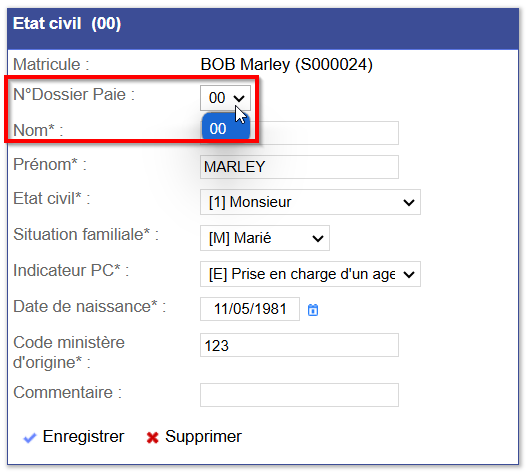 Etat civil (00)
Matricule : BOB Marley (S000024)
N°Dossier Paie : 00
00
Nom* :
Prénom* : MARLEY
Etat civil* : [1] Monsieur
Situation familiale* : [M] Marié
Indicateur PC* : [E] Prise en charge d'un age
Date de naissance* : 11/05/1981
Code ministère
d'origine* : 123
Commentaire :
Enregistrer Supprimer